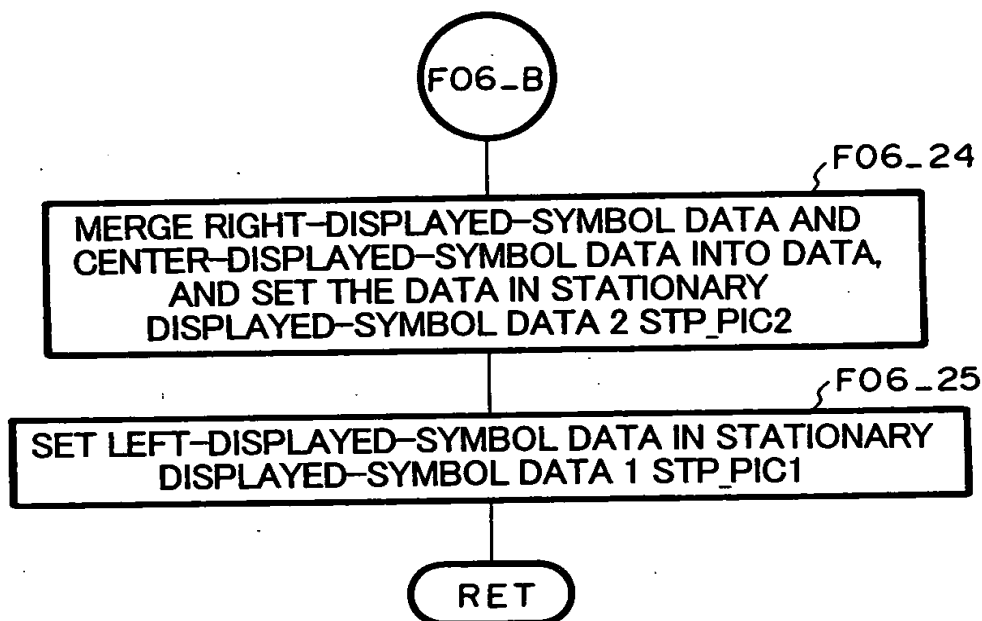 F06_B
F06_24
MERGE RIGHT-DISPLAYED-SYMBOL DATA AND
CENTER-DISPLAYED-SYMBOL DATA INTO DATA,
AND SET THE DATA IN STATIONARY
DISPLAYED-SYMBOL DATA 2 STP_PIC2
F06_25
SET LEFT-DISPLAYED-SYMBOL DATA IN STATIONARY
DISPLAYED-SYMBOL DATA 1 STP_PIC1
RET